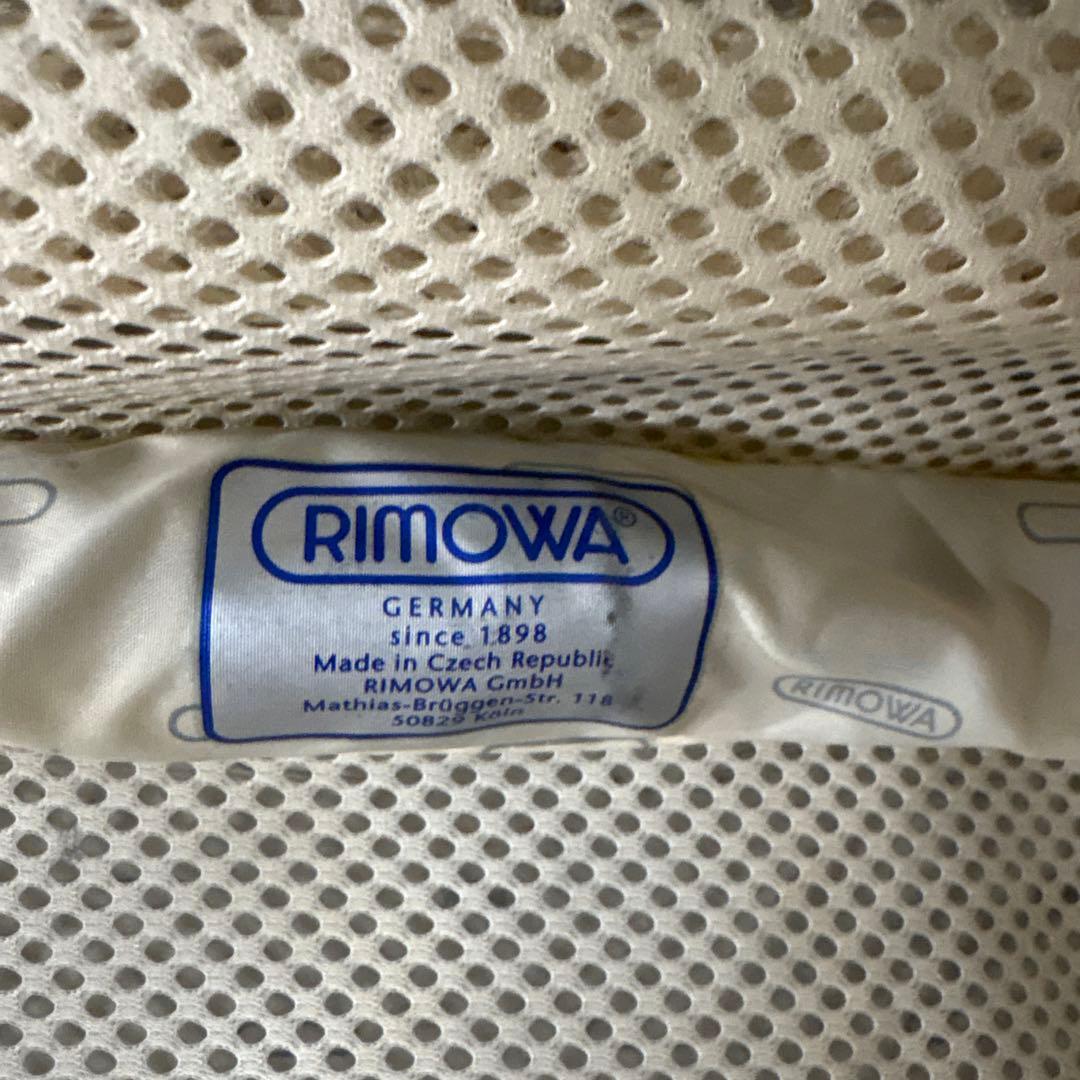 RIMOWA®
GERMANY
since 1898
Made in Czech Republic
RIMOWA GmbH
Mathias-Brüggen-Str. 118
50829 Köln
RIMOWA